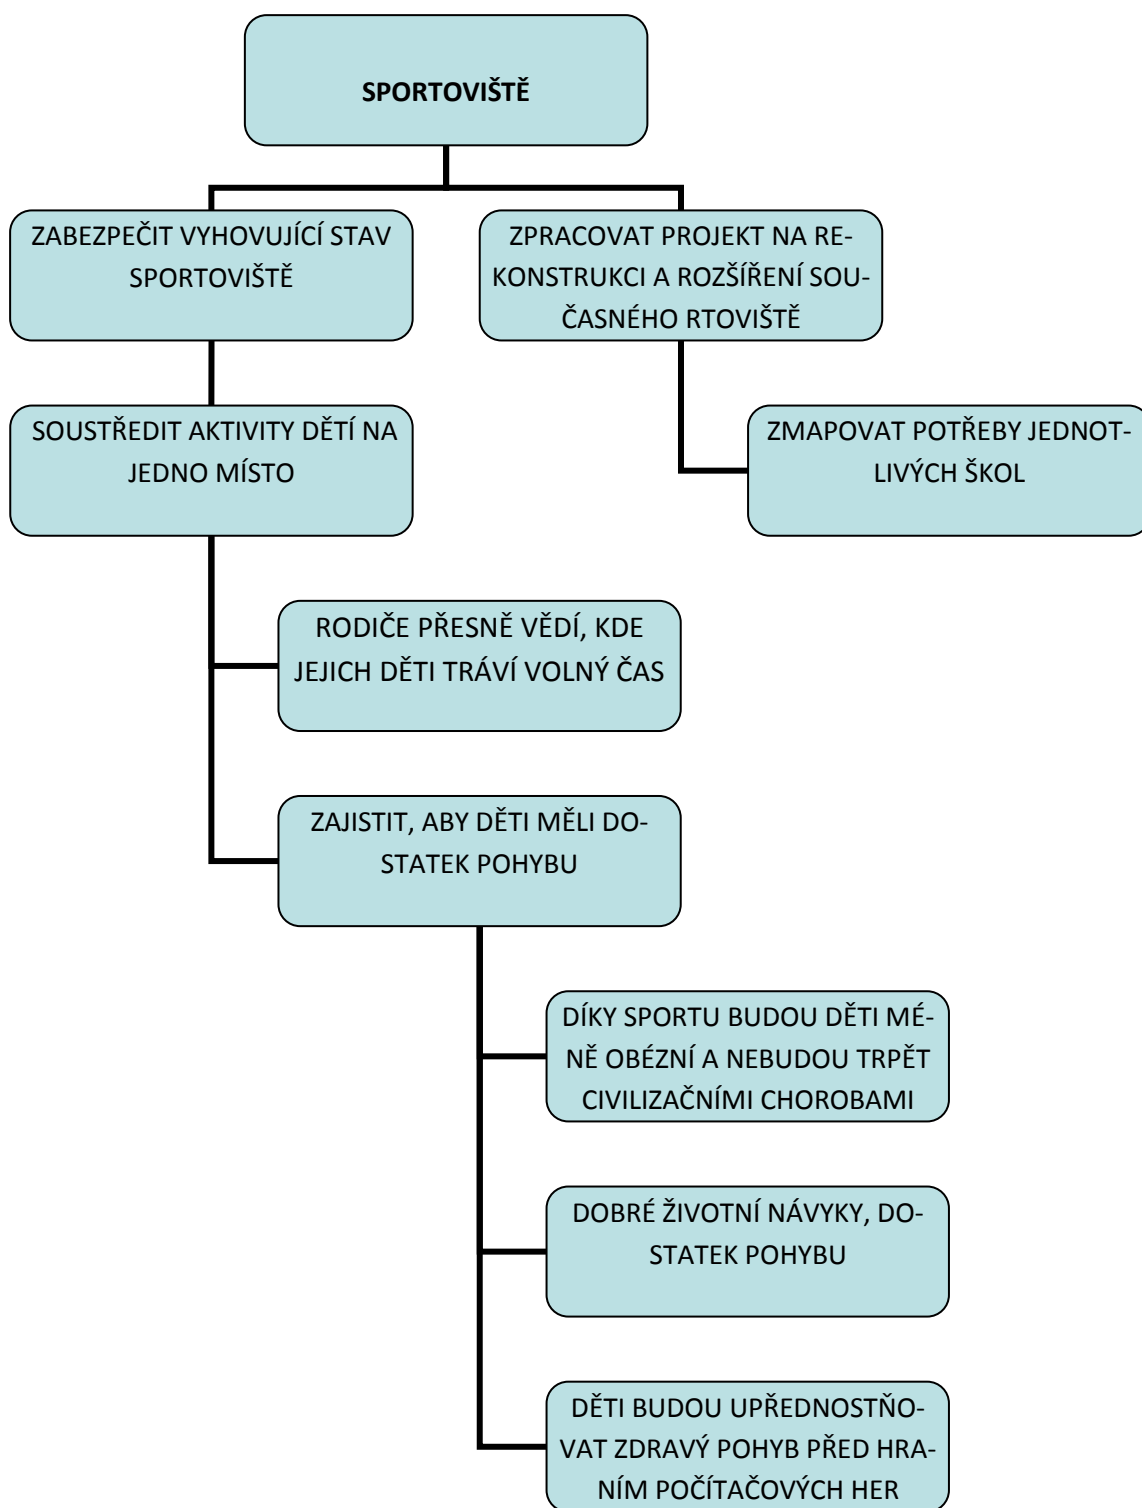 SPORTOVIŠTĚ
ZABEZPEČIT VYHOVUJÍCÍ STAV
SPORTOVIŠTĚ
ZPRACOVAT PROJEKT NA RE-
KONSTRUKCI A ROZŠÍŘENÍ SOU-
ČASNÉHO RTOVIŠTĚ
SOUSTŘEDIT AKTIVITY DĚTÍ NA
JEDNO MÍSTO
ZMAPOVAT POTŘEBY JEDNOT-
LIVÝCH ŠKOL
RODIČE PŘESNĚ VĚDÍ, KDE
JEJICH DĚTI TRÁVÍ VOLNÝ ČAS
ZAJISTIT, ABY DĚTI MĚLI DO-
STATEK POHYBU
DÍKY SPORTU BUDOU DĚTI MÉ-
NĚ OBÉZNÍ A NEBUDOU TRPĚT
CIVILIZAČNÍMI CHOROBAMI
DOBRÉ ŽIVOTNÍ NÁVYKY, DO-
STATEK POHYBU
DĚTI BUDOU UPŘEDNOSTŇO-
VAT ZDRAVÝ POHYB PŘED HRA-
NÍM POČÍTAČOVÝCH HER